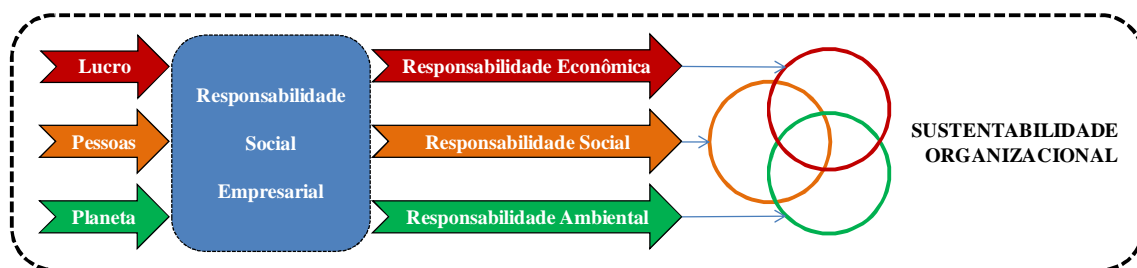 Lucro
Responsabilidade Econômica
Responsabilidade
Social
Empresarial
Pessoas
Responsabilidade Social
Planeta
Responsabilidade Ambiental
SUSTENTABILIDADE
ORGANIZACIONAL